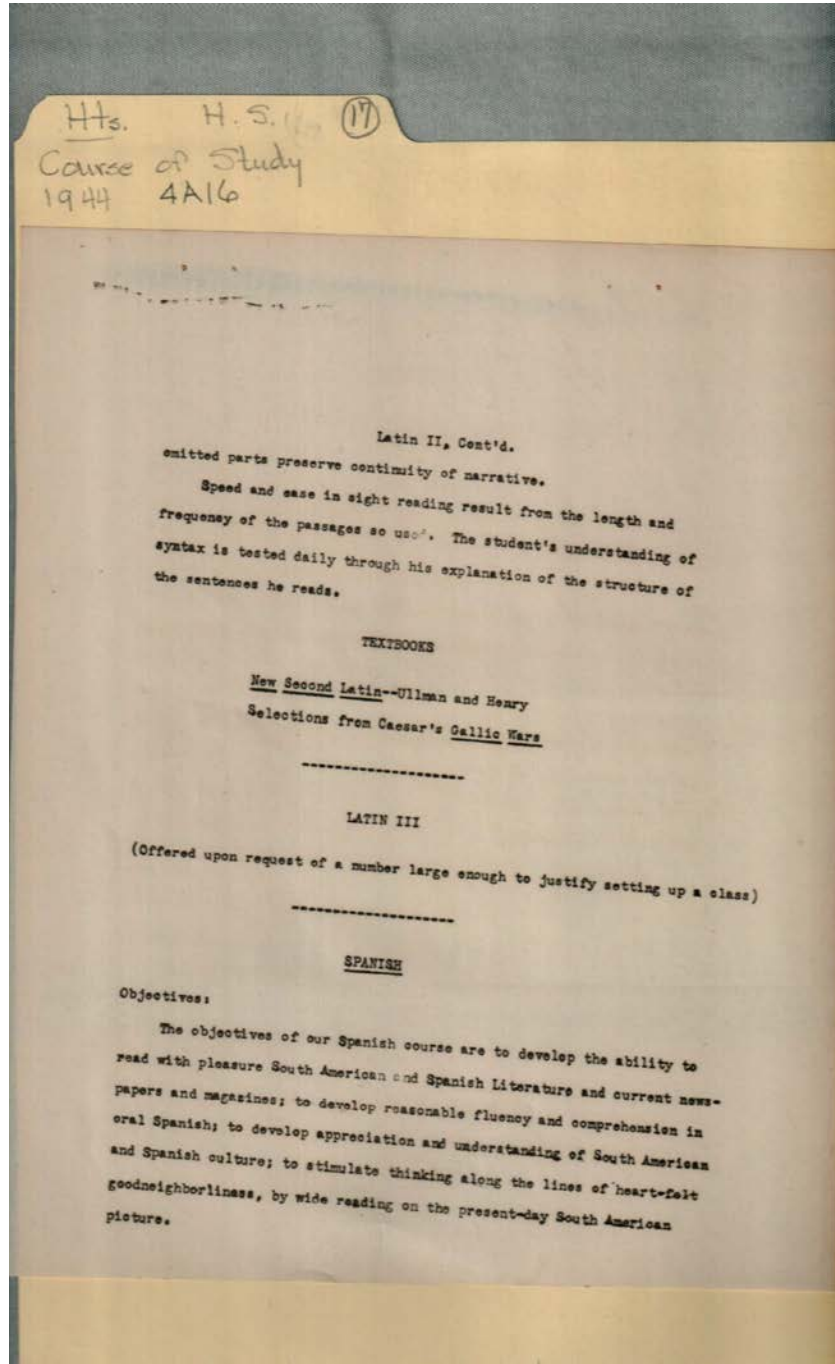 Hts. H.S. 17
Course of Study
1944 4A16
Latin II, Cont'd.
omitted parts preserve continuity of narrative.
Speed and ease in sight reading result from the length and
frequency of the passages so used. The student's understanding of
syntax is tested daily through his explanation of the structure of
the sentences he reads.
TEXTBOOKS
New Second Latin--Ullman and Henry
Selections from Caesar's Gallic Wars
--------------------
LATIN III
(Offered upon request of a number large enough to justify setting up a class)
--------------------
SPANISH
Objectives:
The objectives of our Spanish course are to develop the ability to
read with pleasure South American and Spanish Literature and current news-
papers and magazines; to develop reasonable fluency and comprehension in
oral Spanish; to develop appreciation and understanding of South American
and Spanish culture; to stimulate thinking along the lines of heart-felt
goodneighborliness, by wide reading on the present-day South American
picture.